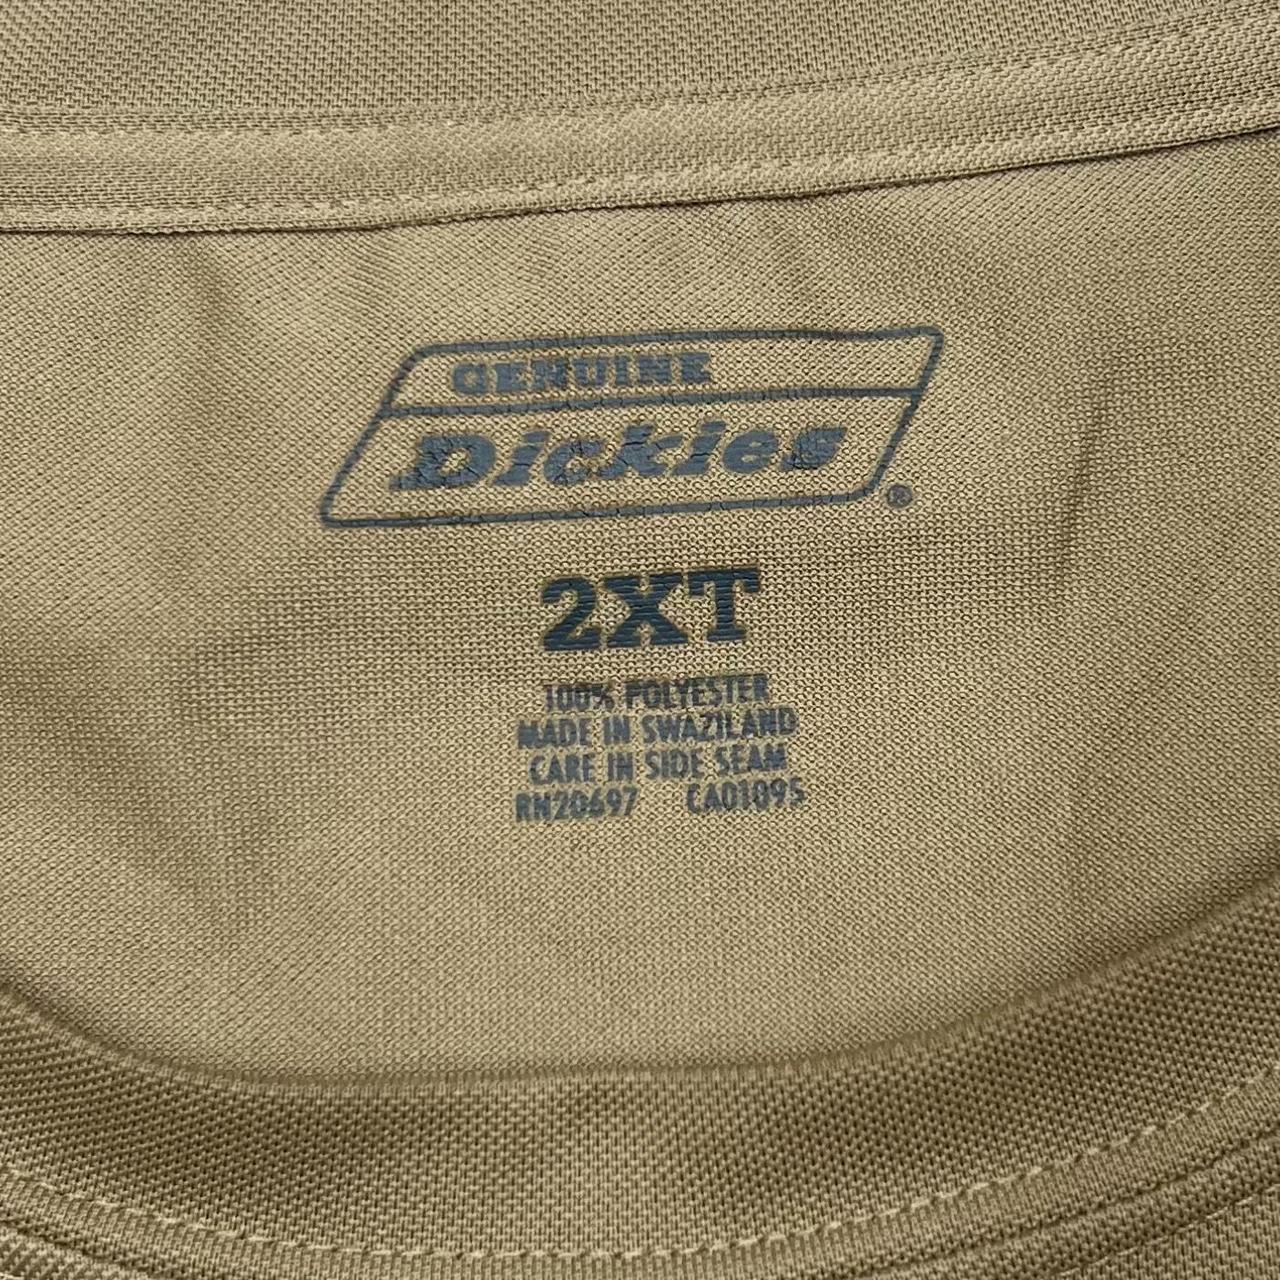 GENUINE
Dickies®
2XT
100% POLYESTER
MADE IN SWAZILAND
CARE IN SIDE SEAM
RN20697 CA01095